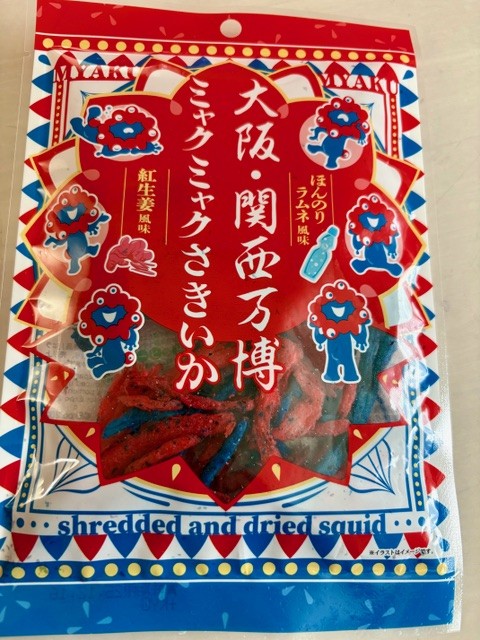 MYAKU
MYAKU
大阪・関西万博
ミャクミャクさきいか
ほんのり
ラムネ風味
紅生姜風味
shredded and dried squid
※イラストはイメージです。